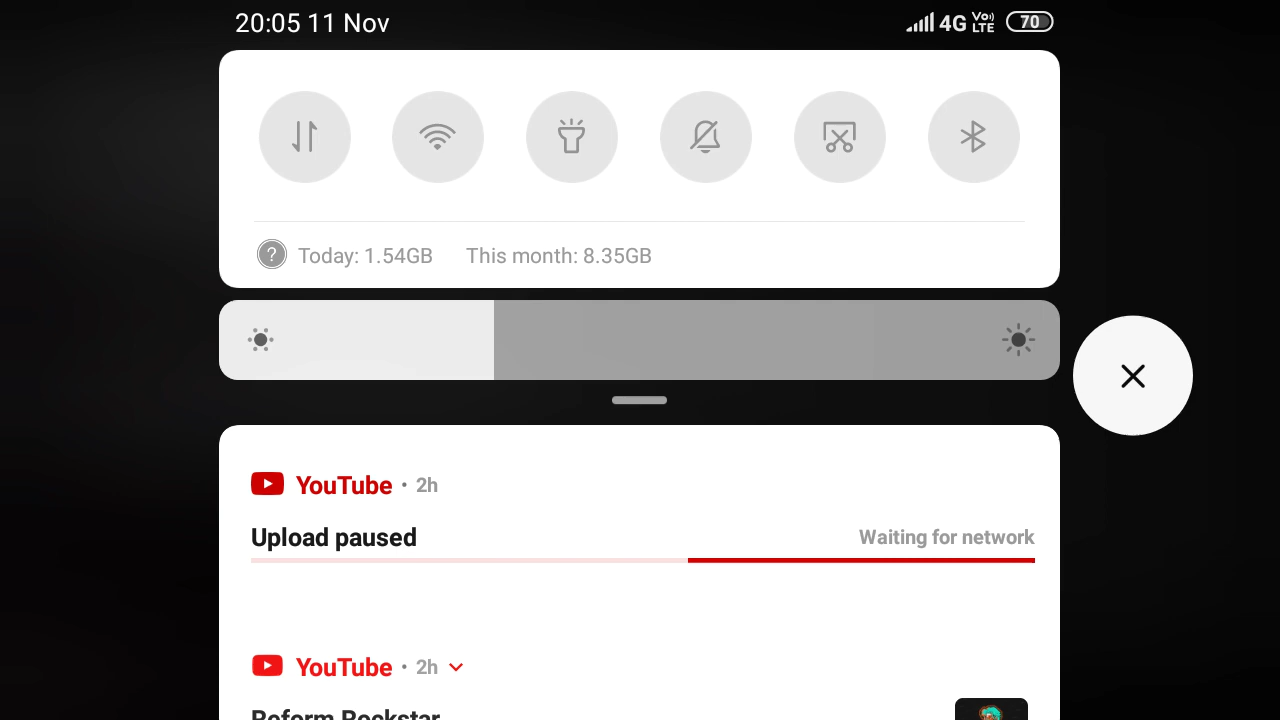 20:05 11 Nov
4G Vo) LTE 70
? Today: 1.54GB This month: 8.35GB
YouTube • 2h
Upload paused Waiting for network
YouTube • 2h
Reform Rockstar